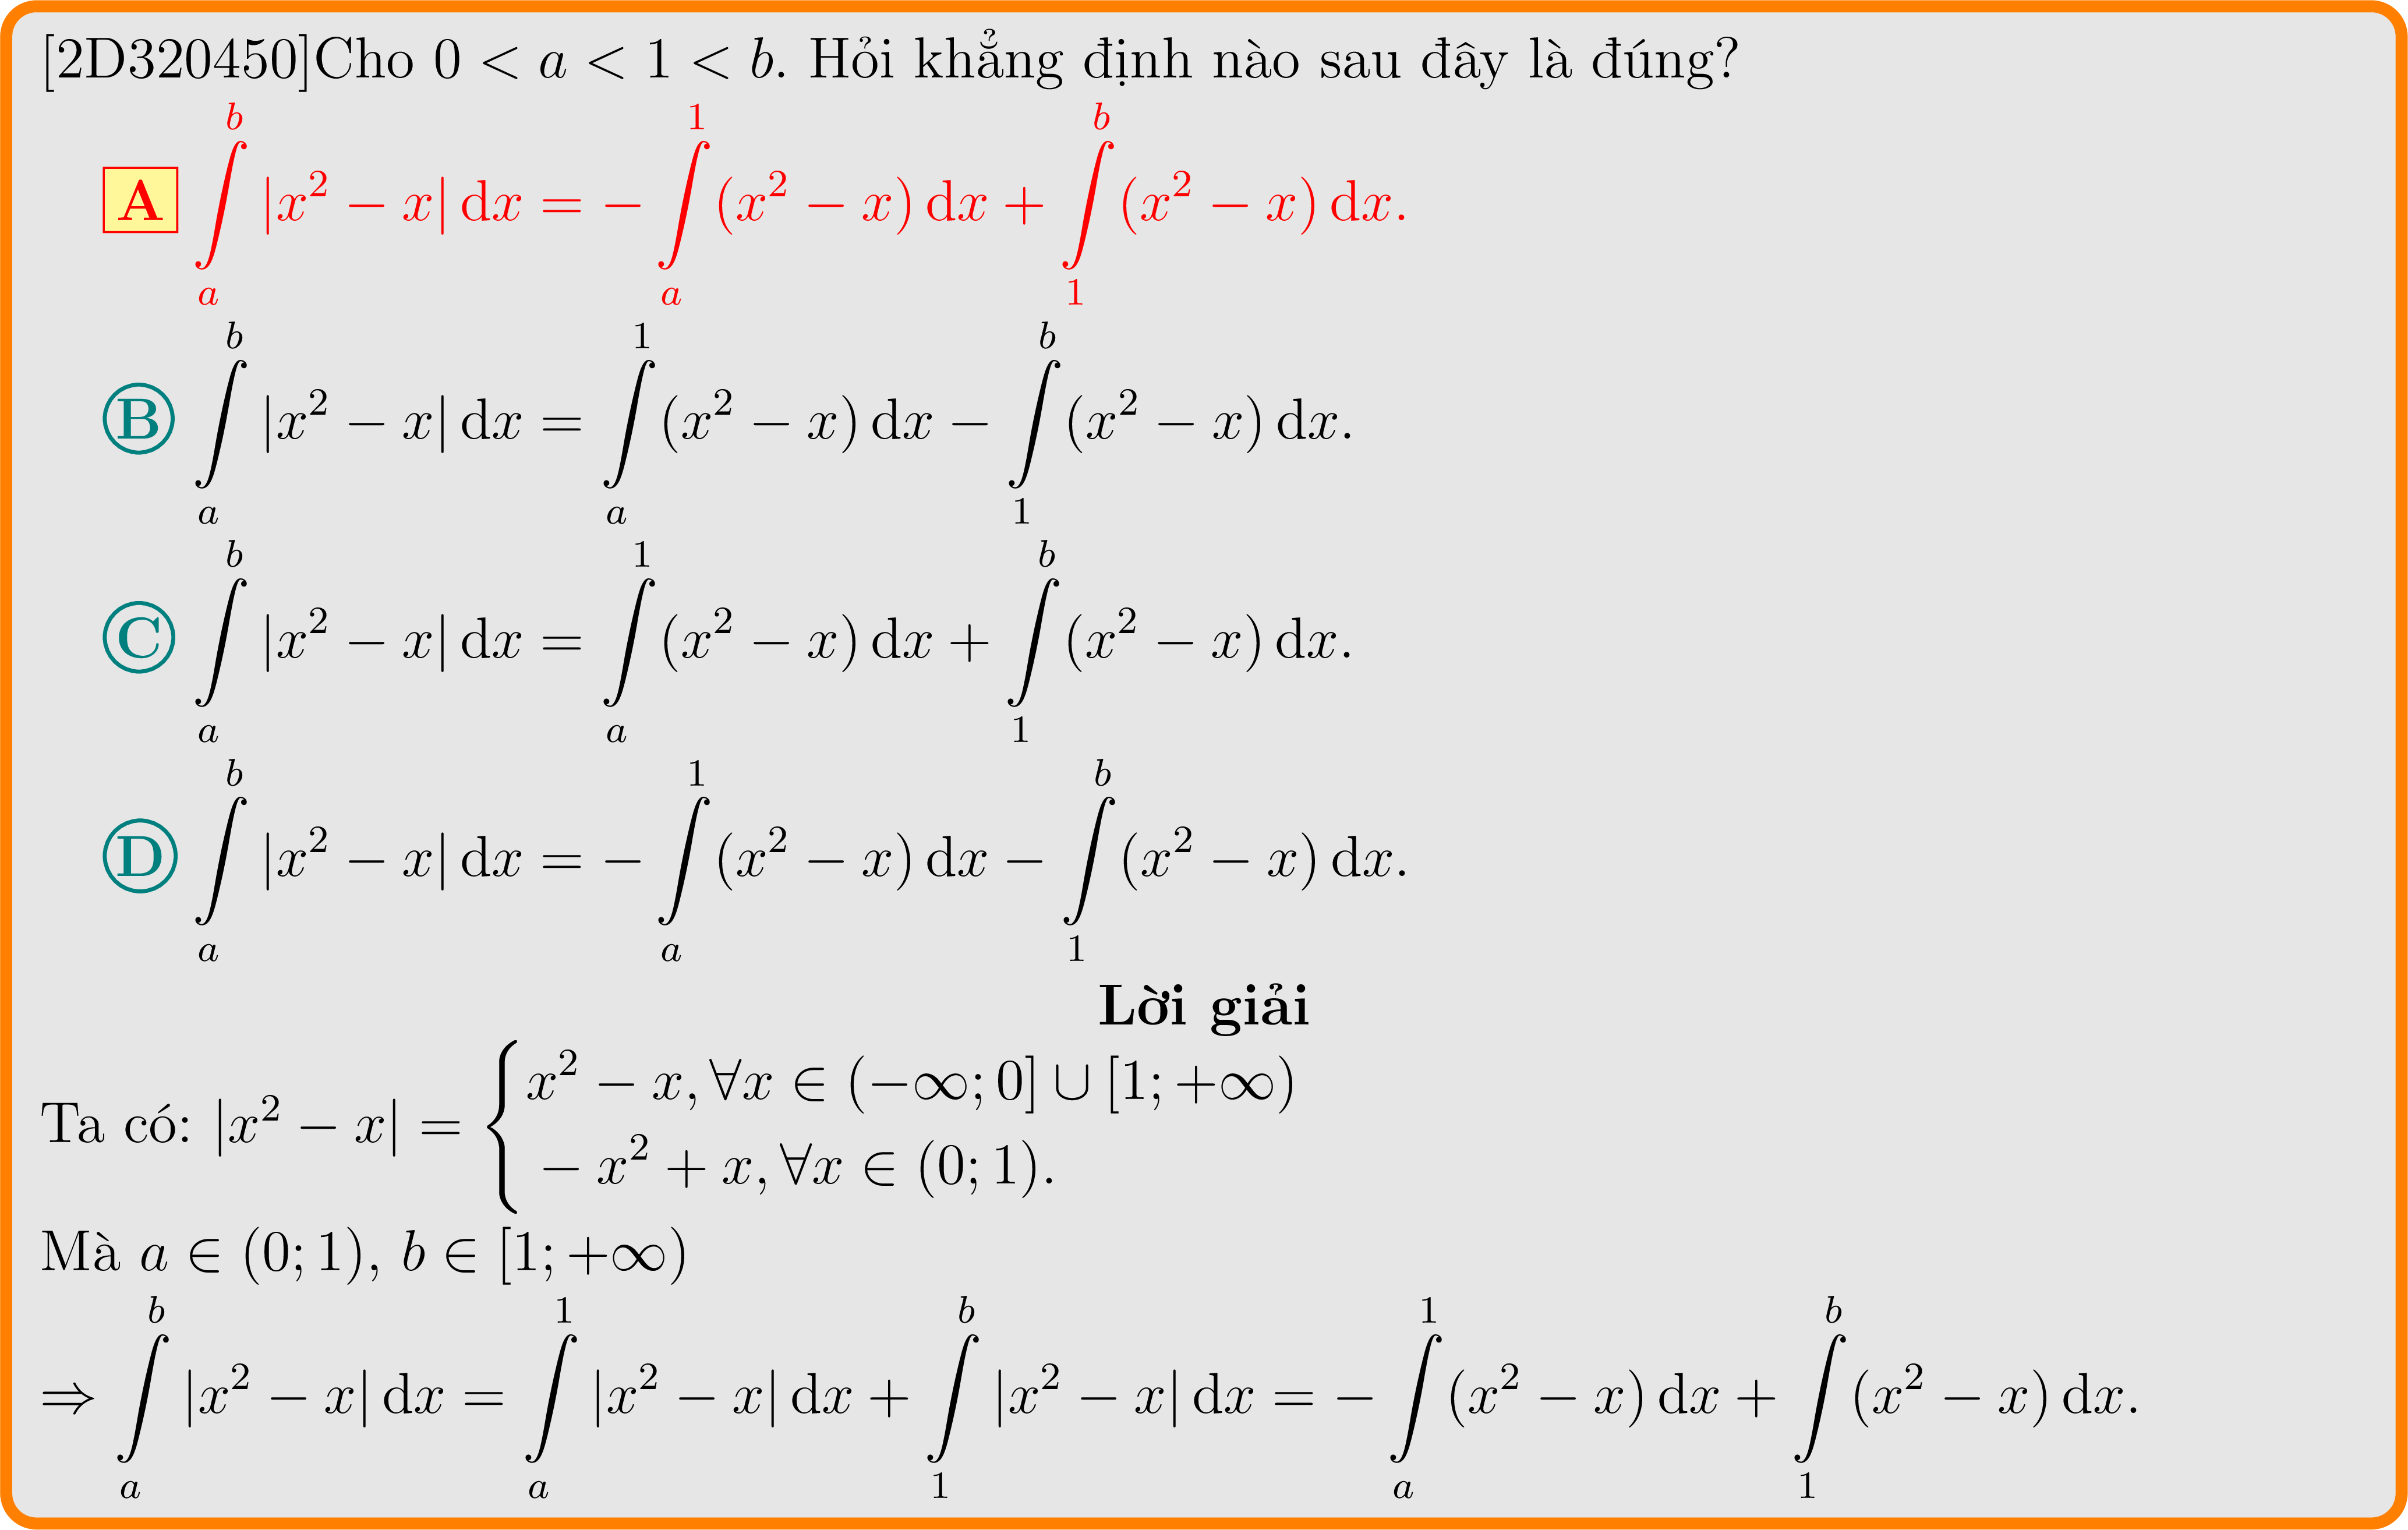 [2D320450]Cho $0 < a < 1 < b$. Hỏi khẳng định nào sau đây là đúng?
A $\int\limits_a^b |x^2 - x| \, \mathrm{d}x = -\int\limits_a^1 (x^2 - x) \, \mathrm{d}x + \int\limits_1^b (x^2 - x) \, \mathrm{d}x.$
B $\int\limits_a^b |x^2 - x| \, \mathrm{d}x = \int\limits_a^1 (x^2 - x) \, \mathrm{d}x - \int\limits_1^b (x^2 - x) \, \mathrm{d}x.$
C $\int\limits_a^b |x^2 - x| \, \mathrm{d}x = \int\limits_a^1 (x^2 - x) \, \mathrm{d}x + \int\limits_1^b (x^2 - x) \, \mathrm{d}x.$
D $\int\limits_a^b |x^2 - x| \, \mathrm{d}x = -\int\limits_a^1 (x^2 - x) \, \mathrm{d}x - \int\limits_1^b (x^2 - x) \, \mathrm{d}x.$
Lời giải
Ta có: $|x^2 - x| = \begin{cases} x^2 - x, \forall x \in (-\infty; 0] \cup [1; +\infty) \\ -x^2 + x, \forall x \in (0; 1). \end{cases}$
Mà $a \in (0; 1)$, $b \in [1; +\infty)$
$\Rightarrow \int\limits_a^b |x^2 - x| \, \mathrm{d}x = \int\limits_a^1 |x^2 - x| \, \mathrm{d}x + \int\limits_1^b |x^2 - x| \, \mathrm{d}x = -\int\limits_a^1 (x^2 - x) \, \mathrm{d}x + \int\limits_1^b (x^2 - x) \, \mathrm{d}x.$